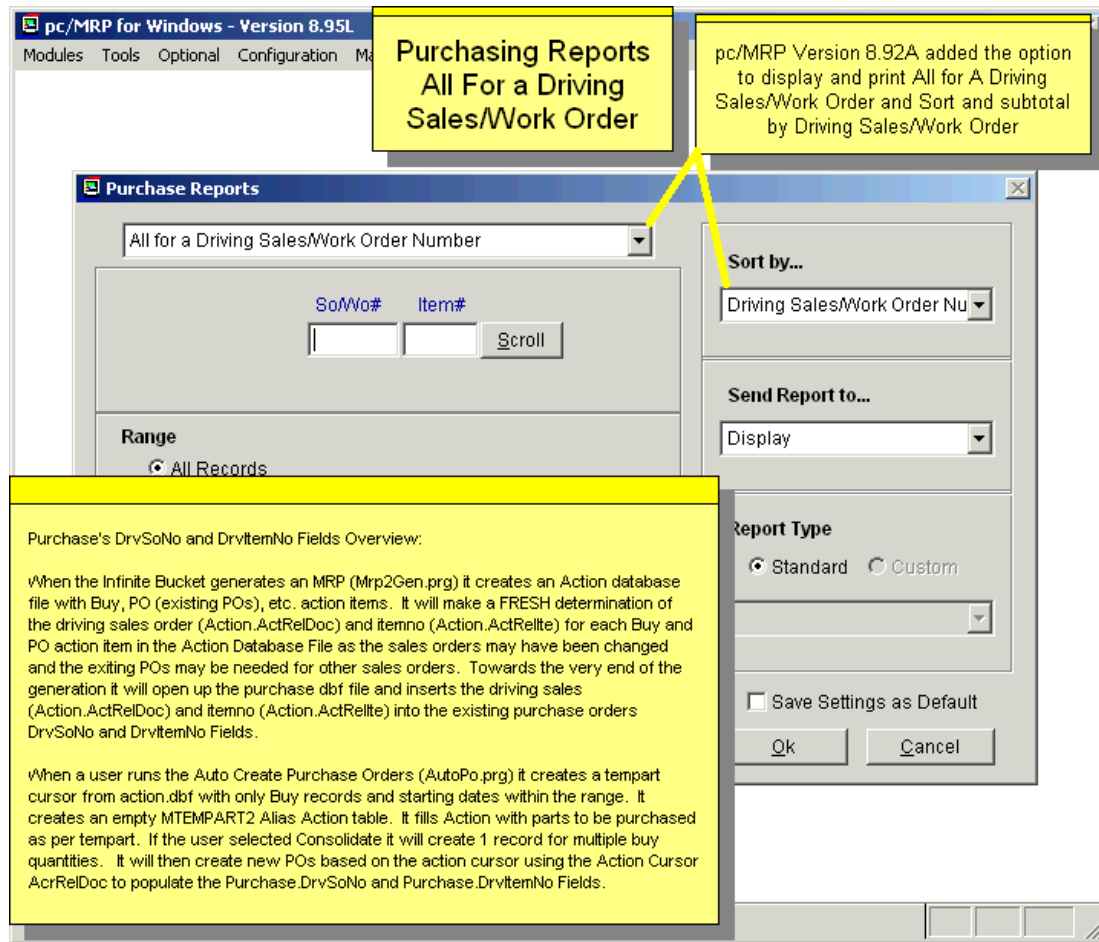 pc/MRP for Windows - Version 8.95L
Modules Tools Optional Configuration Ma
Purchasing Reports
All For a Driving
Sales/Work Order
pc/MRP Version 8.92A added the option
to display and print All for A Driving
Sales/Work Order and Sort and subtotal
by Driving Sales/Work Order
Purchase Reports
All for a Driving Sales/Work Order Number
So/Wo# Item#
Scroll
Range
All Records
Sort by...
Driving Sales/Work Order Nu
Send Report to...
Display
Report Type
Standard Custom
Save Settings as Default
Ok Cancel
Purchase's DrvSoNo and DrvItemNo Fields Overview:
When the Infinite Bucket generates an MRP (Mrp2Gen.prg) it creates an Action database
file with Buy, PO (existing POs), etc. action items. It will make a FRESH determination of
the driving sales order (Action.ActRelDoc) and itemno (Action.ActRelIte) for each Buy and
PO action item in the Action Database File as the sales orders may have been changed
and the exiting POs may be needed for other sales orders. Towards the very end of the
generation it will open up the purchase dbf file and inserts the driving sales
(Action.ActRelDoc) and itemno (Action.ActRelIte) into the existing purchase orders
DrvSoNo and DrvItemNo Fields.
When a user runs the Auto Create Purchase Orders (AutoPo.prg) it creates a tempart
cursor from action.dbf with only Buy records and starting dates within the range. It
creates an empty MTEMPART2 Alias Action table. It fills Action with parts to be purchased
as per tempart. If the user selected Consolidate it will create 1 record for multiple buy
quantities. It will then create new POs based on the action cursor using the Action Cursor
AcrRelDoc to populate the Purchase.DrvSoNo and Purchase.DrvItemNo Fields.